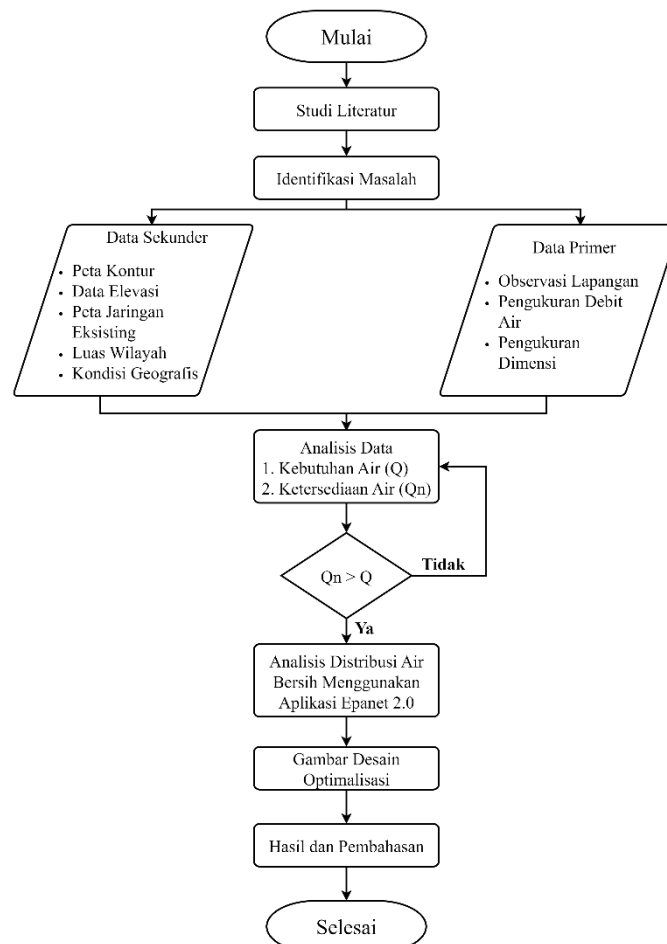 Mulai
Studi Literatur
Identifikasi Masalah
Data Sekunder
• Peta Kontur
• Data Elevasi
• Peta Jaringan
Eksisting
• Luas Wilayah
• Kondisi Geografis
Data Primer
• Observasi Lapangan
• Pengukuran Debit
Air
• Pengukuran
Dimensi
Analisis Data
1. Kebutuhan Air (Q)
2. Ketersediaan Air (Qn)
Qn > Q
Tidak
Ya
Analisis Distribusi Air
Bersih Menggunakan
Aplikasi Epanet 2.0
Gambar Desain
Optimalisasi
Hasil dan Pembahasan
Selesai